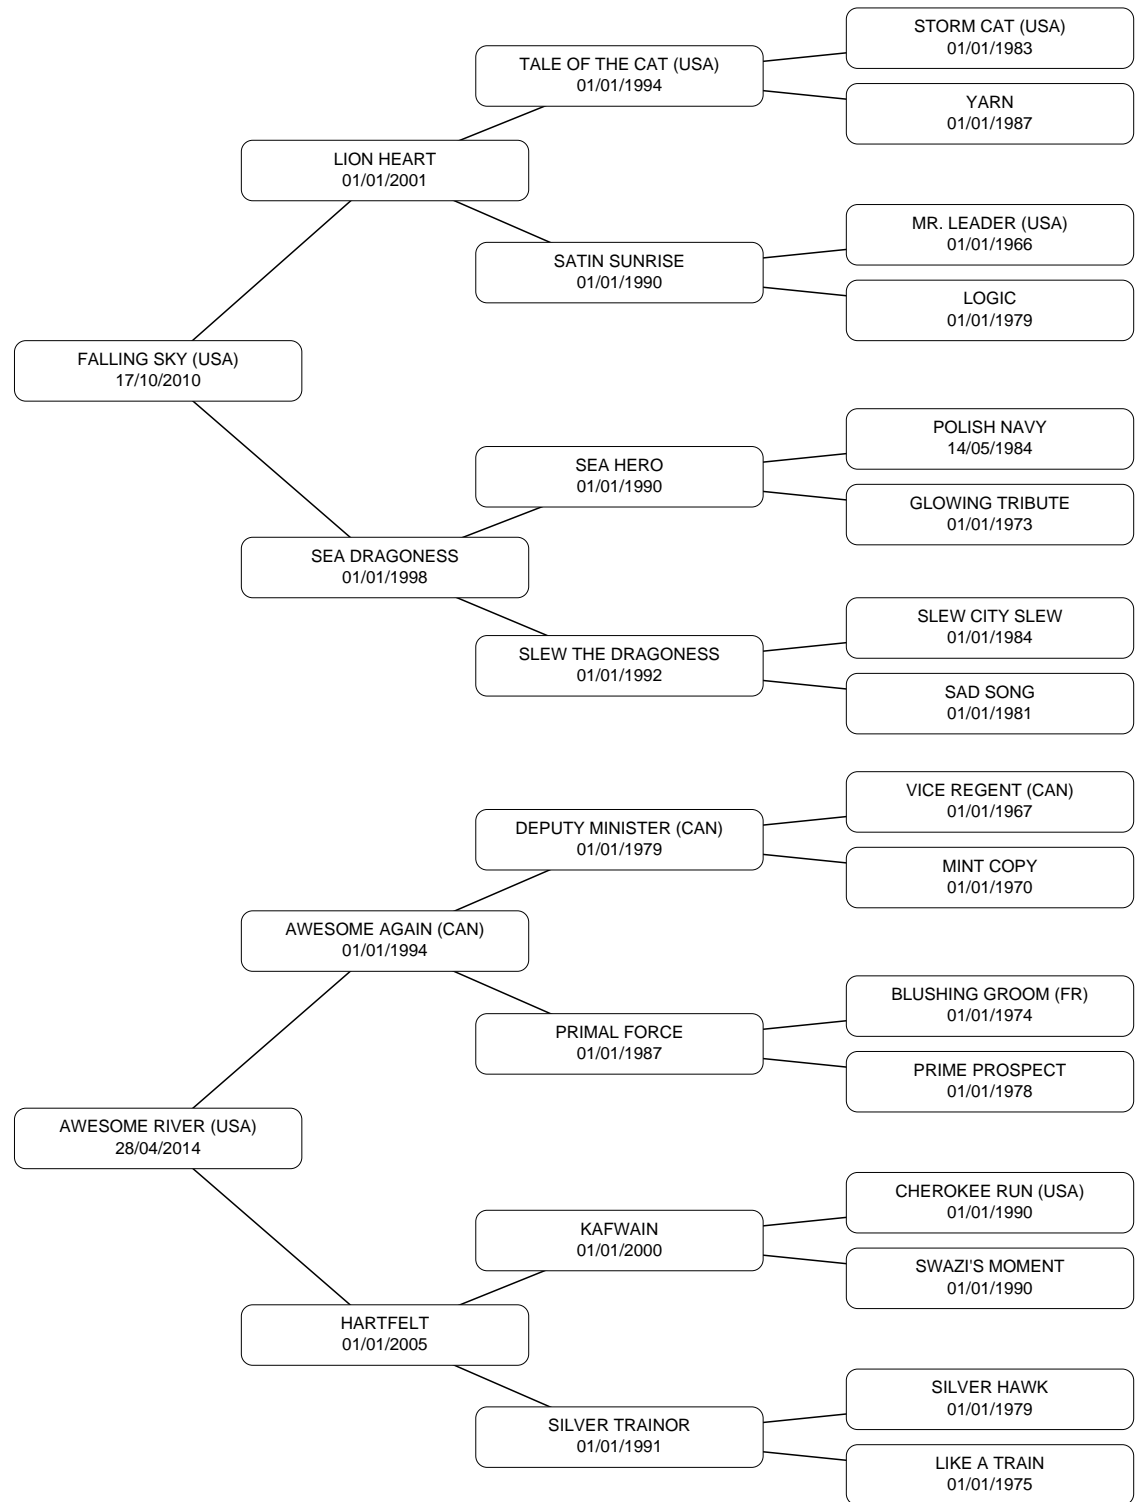 STORM CAT (USA)
01/01/1983
TALE OF THE CAT (USA)
01/01/1994
YARN
01/01/1987
LION HEART
01/01/2001
MR. LEADER (USA)
01/01/1966
SATIN SUNRISE
01/01/1990
LOGIC
01/01/1979
FALLING SKY (USA)
17/10/2010
POLISH NAVY
14/05/1984
SEA HERO
01/01/1990
GLOWING TRIBUTE
01/01/1973
SEA DRAGONESS
01/01/1998
SLEW CITY SLEW
01/01/1984
SLEW THE DRAGONESS
01/01/1992
SAD SONG
01/01/1981
VICE REGENT (CAN)
01/01/1967
DEPUTY MINISTER (CAN)
01/01/1979
MINT COPY
01/01/1970
AWESOME AGAIN (CAN)
01/01/1994
BLUSHING GROOM (FR)
01/01/1974
PRIMAL FORCE
01/01/1987
PRIME PROSPECT
01/01/1978
AWESOME RIVER (USA)
28/04/2014
CHEROKEE RUN (USA)
01/01/1990
KAFWAIN
01/01/2000
SWAZI'S MOMENT
01/01/1990
HARTFELT
01/01/2005
SILVER HAWK
01/01/1979
SILVER TRAINOR
01/01/1991
LIKE A TRAIN
01/01/1975